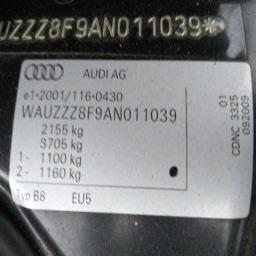 UZZZ8F9AN011039*
AUDI AG
e1*2001/116*0430
WAUZZZ8F9AN011039
2155 kg
3705 kg
1- 1100 kg
2- 1160 kg
Typ B8 EU5
01
CDNC 3325
092009